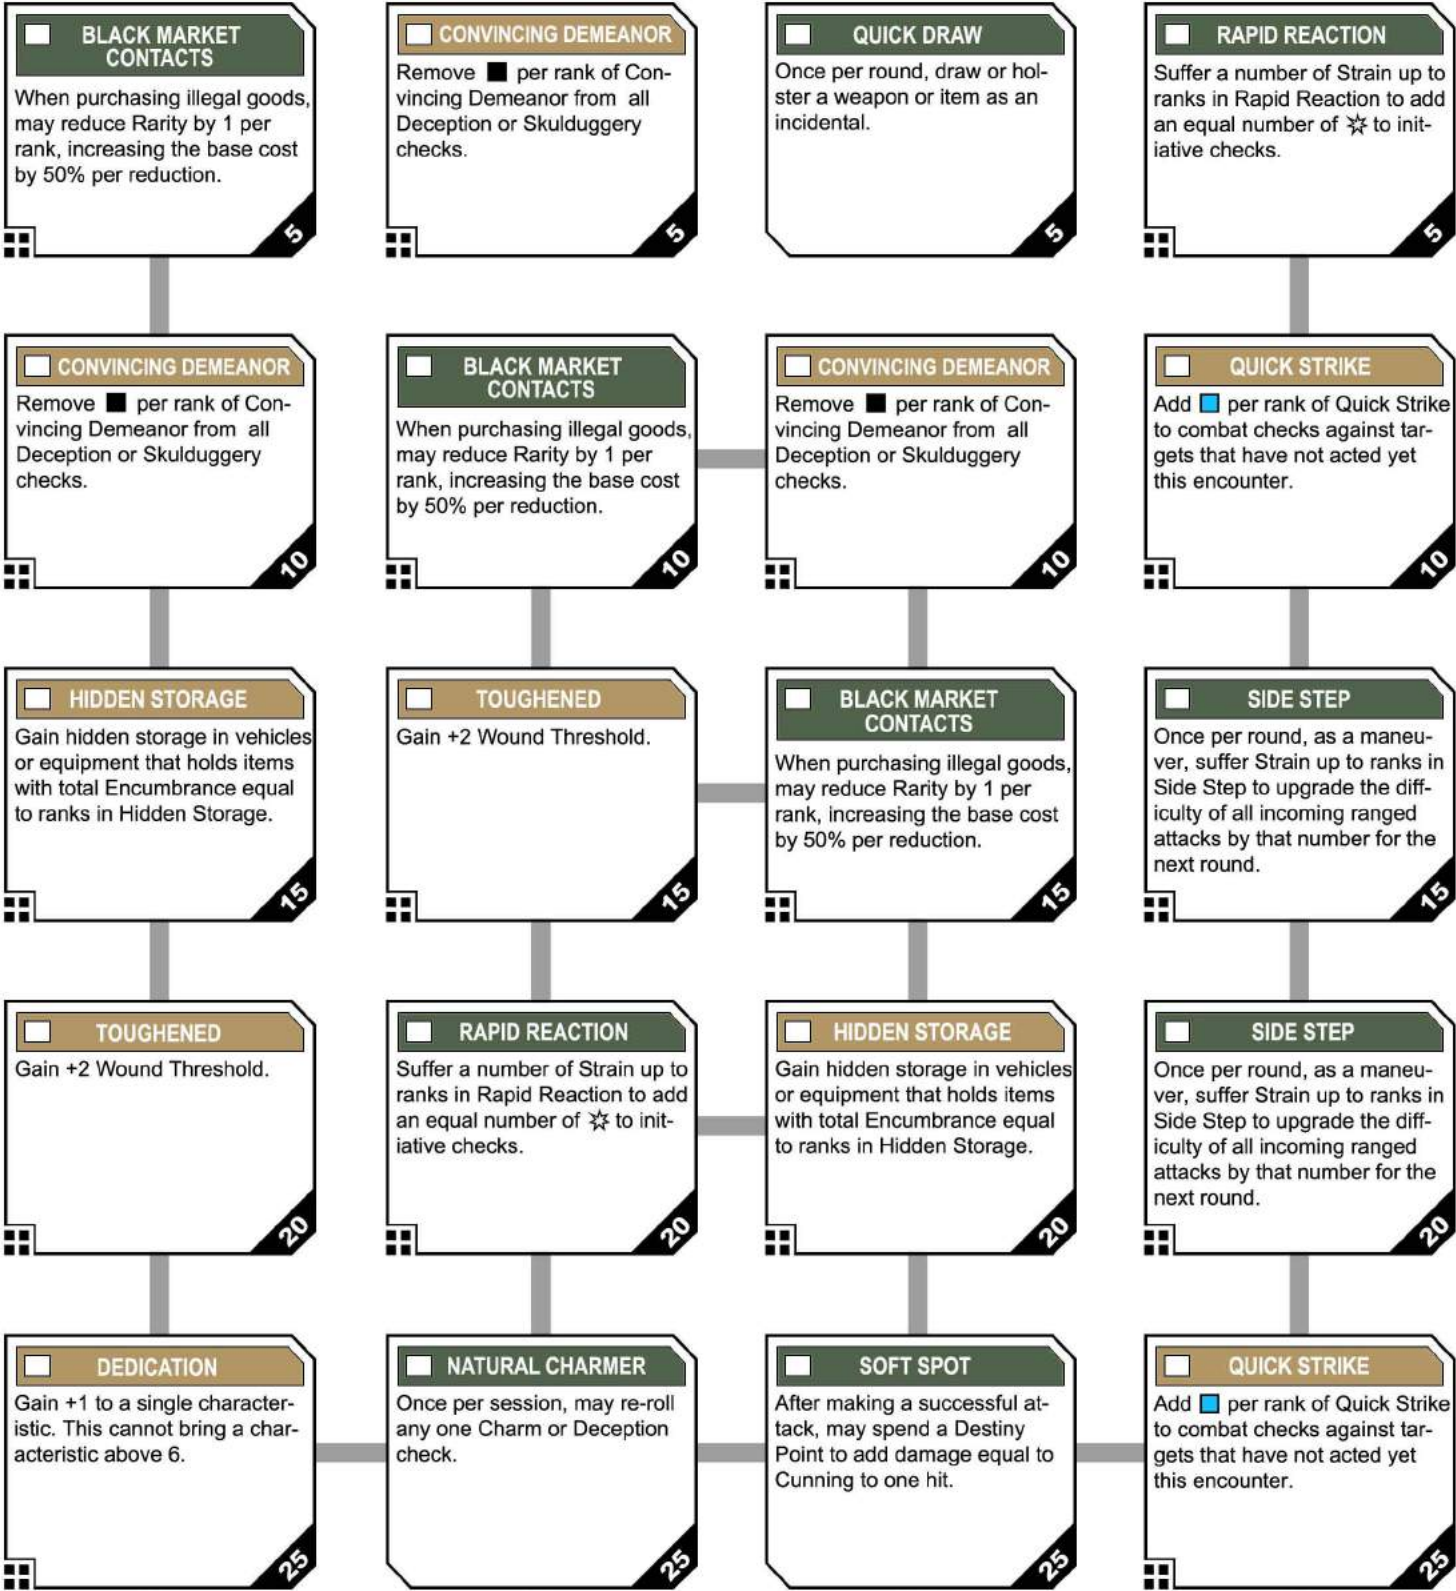 BLACK MARKET
CONTACTS
When purchasing illegal goods,
may reduce Rarity by 1 per
rank, increasing the base cost
by 50% per reduction.
5
CONVINCING DEMEANOR
Remove ■ per rank of Con-
vincing Demeanor from all
Deception or Skulduggery
checks.
5
QUICK DRAW
Once per round, draw or hol-
ster a weapon or item as an
incidental.
5
RAPID REACTION
Suffer a number of Strain up to
ranks in Rapid Reaction to add
an equal number of to init-
iative checks.
5
CONVINCING DEMEANOR
Remove ■ per rank of Con-
vincing Demeanor from all
Deception or Skulduggery
checks.
10
BLACK MARKET
CONTACTS
When purchasing illegal goods,
may reduce Rarity by 1 per
rank, increasing the base cost
by 50% per reduction.
10
CONVINCING DEMEANOR
Remove ■ per rank of Con-
vincing Demeanor from all
Deception or Skulduggery
checks.
10
QUICK STRIKE
Add per rank of Quick Strike
to combat checks against tar-
gets that have not acted yet
this encounter.
10
HIDDEN STORAGE
Gain hidden storage in vehicles
or equipment that holds items
with total Encumbrance equal
to ranks in Hidden Storage.
15
TOUGHENED
Gain +2 Wound Threshold.
15
BLACK MARKET
CONTACTS
When purchasing illegal goods,
may reduce Rarity by 1 per
rank, increasing the base cost
by 50% per reduction.
15
SIDE STEP
Once per round, as a maneu-
ver, suffer Strain up to ranks in
Side Step to upgrade the diff-
iculty of all incoming ranged
attacks by that number for the
next round.
15
TOUGHENED
Gain +2 Wound Threshold.
20
RAPID REACTION
Suffer a number of Strain up to
ranks in Rapid Reaction to add
an equal number of to init-
iative checks.
20
HIDDEN STORAGE
Gain hidden storage in vehicles
or equipment that holds items
with total Encumbrance equal
to ranks in Hidden Storage.
20
SIDE STEP
Once per round, as a maneu-
ver, suffer Strain up to ranks in
Side Step to upgrade the diff-
iculty of all incoming ranged
attacks by that number for the
next round.
20
DEDICATION
Gain +1 to a single character-
istic. This cannot bring a char-
acteristic above 6.
25
NATURAL CHARMER
Once per session, may re-roll
any one Charm or Deception
check.
25
SOFT SPOT
After making a successful at-
tack, may spend a Destiny
Point to add damage equal to
Cunning to one hit.
25
QUICK STRIKE
Add per rank of Quick Strike
to combat checks against tar-
gets that have not acted yet
this encounter.
25